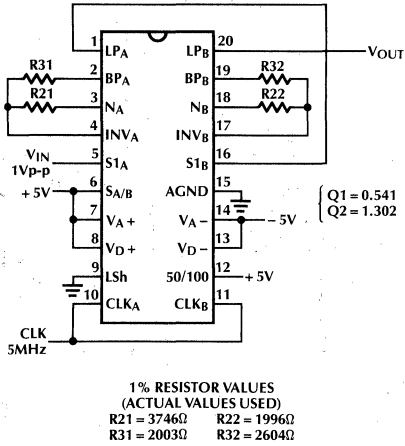 1 LPA LPB 20 VOUT
R31 2 BPA BPB 19 R32
R21 3 NA NB 18 R22
4 INVA INVB 17
VIN 1Vp-p 5 S1A S1B 16
+5V 6 SA/B AGND 15
7 VA+ VA− 14 −5V
8 VD+ VD− 13
9 LSh 50/100 12 +5V
10 CLKA CLKB 11
CLK
5MHz
Q1 = 0.541
Q2 = 1.302
1% RESISTOR VALUES
(ACTUAL VALUES USED)
R21 = 3746Ω R22 = 1996Ω
R31 = 2003Ω R32 = 2604Ω